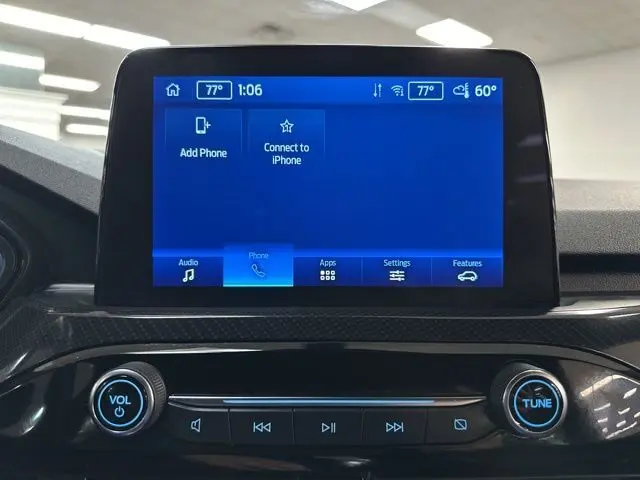 77° 1:06 77° 60°
Add Phone
Connect to
iPhone
Audio Phone Apps Settings Features
VOL TUNE